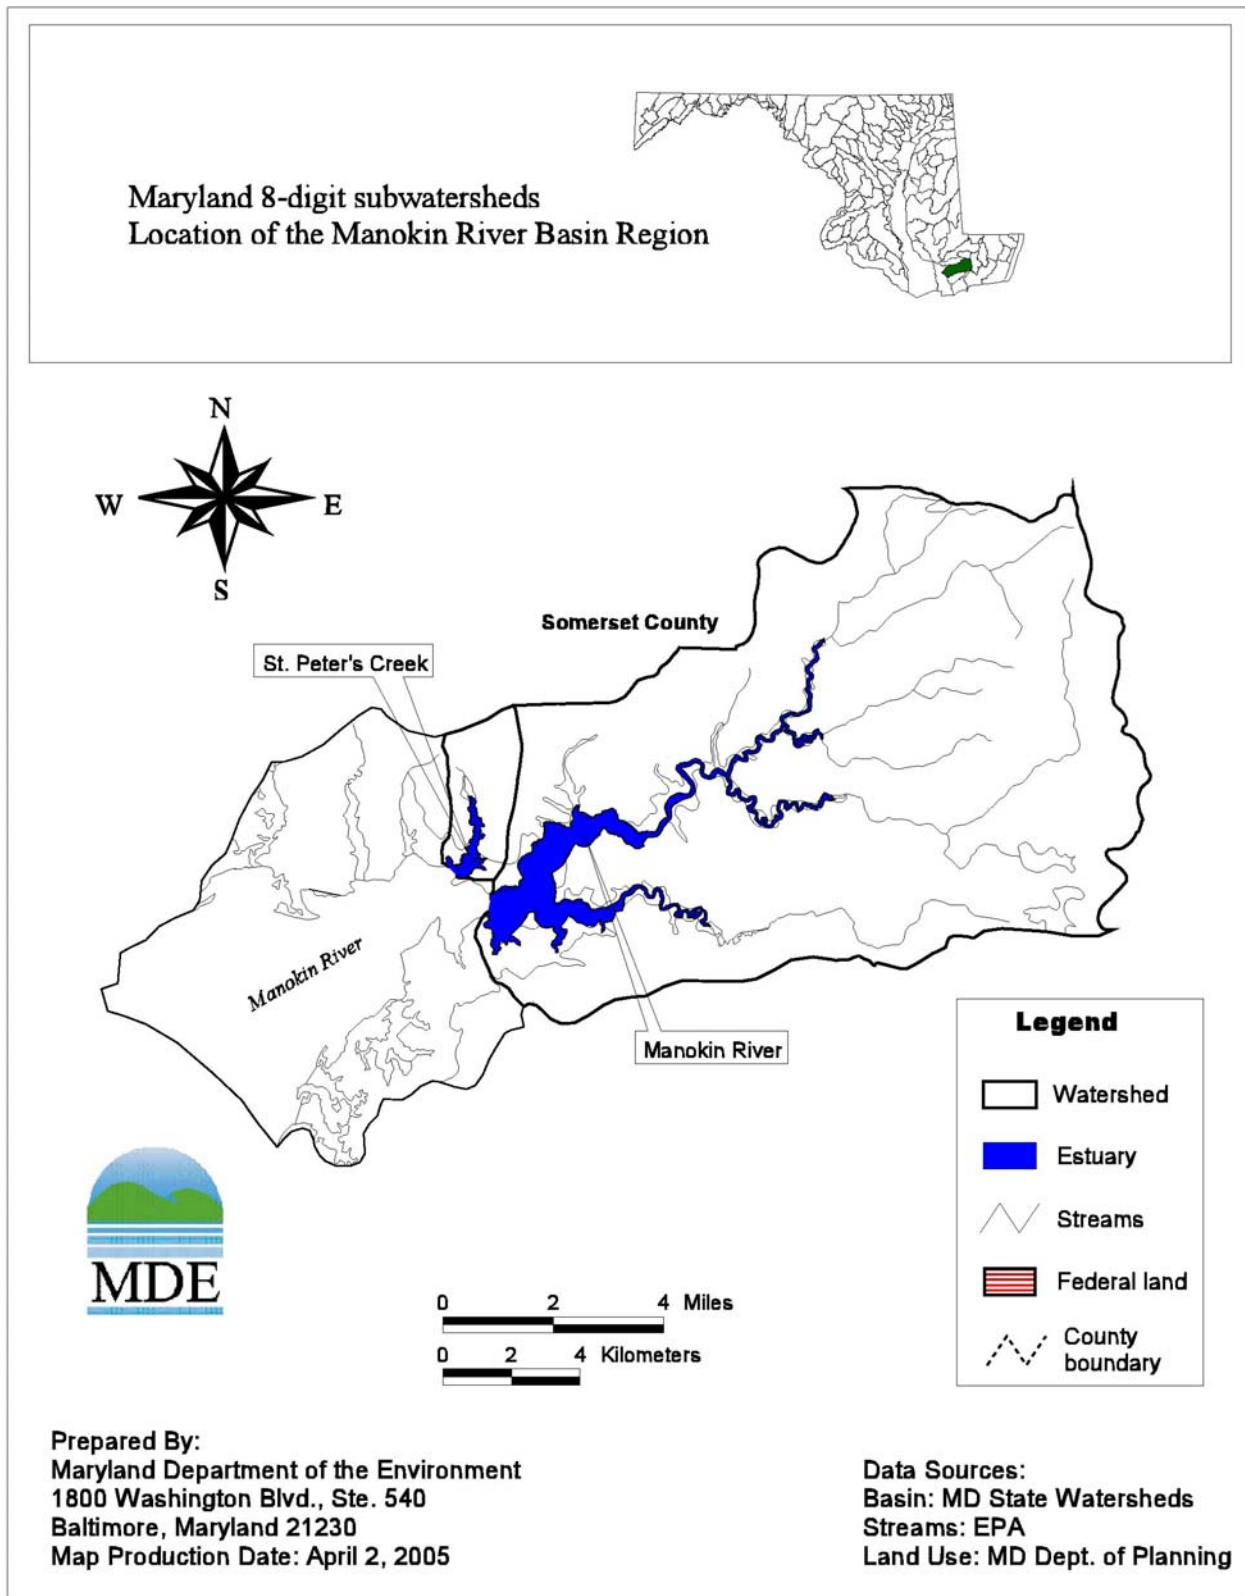 Maryland 8-digit subwatersheds
Location of the Manokin River Basin Region
N
W
E
S
Somerset County
St. Peter's Creek
Manokin River
Manokin River
Legend
Watershed
Estuary
Streams
Federal land
County
boundary
MDE
0 2 4 Miles
0 2 4 Kilometers
Prepared By:
Maryland Department of the Environment
1800 Washington Blvd., Ste. 540
Baltimore, Maryland 21230
Map Production Date: April 2, 2005
Data Sources:
Basin: MD State Watersheds
Streams: EPA
Land Use: MD Dept. of Planning